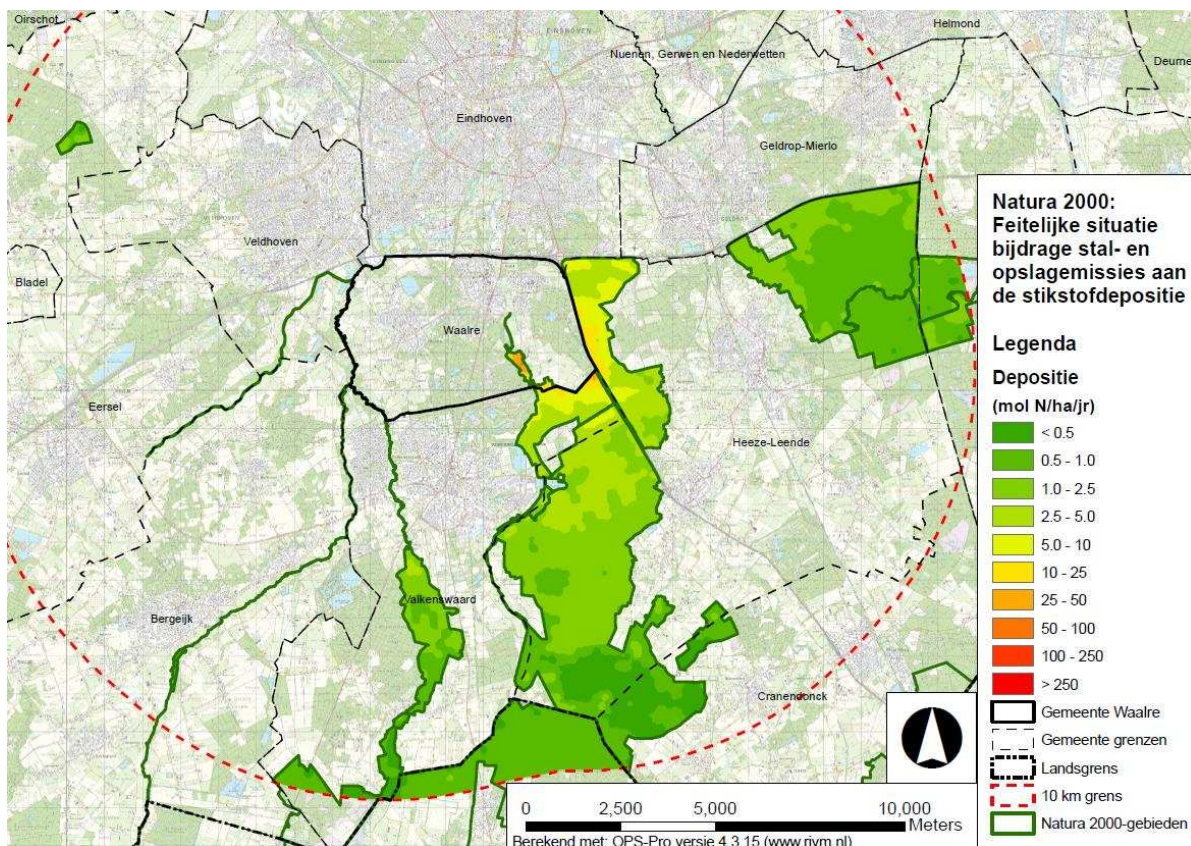 Oirschot
Helmond
EINDHOVEN
Nuenen, Gerwen en Nederwetten
Deurne
Eindhoven
Geldrop-Mierlo
GELDROP
Veldhoven
Bladel
Waalre
Eersel
Heeze-Leende
Valkenswaard
Bergeijk
Cranendonck
Natura 2000:
Feitelijke situatie
bijdrage stal- en
opslagemissies aan
de stikstofdepositie
Legenda
Depositie
(mol N/ha/jr)
< 0.5
0.5 - 1.0
1.0 - 2.5
2.5 - 5.0
5.0 - 10
10 - 25
25 - 50
50 - 100
100 - 250
> 250
Gemeente Waalre
Gemeente grenzen
Landsgrens
10 km grens
Natura 2000-gebieden
0 2,500 5,000 10,000
Meters
Berekend met: OPS-Pro versie 4.3.15 (www.rivm.nl)